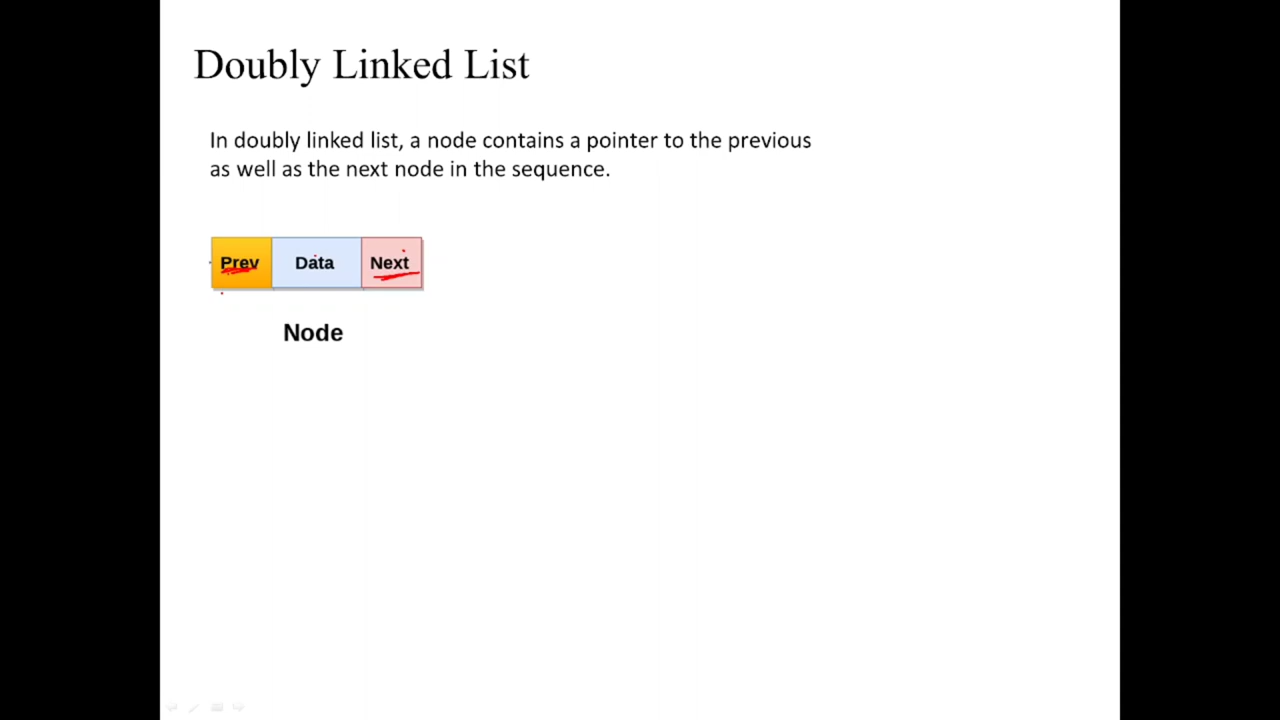 Doubly Linked List
In doubly linked list, a node contains a pointer to the previous
as well as the next node in the sequence.
Prev Data Next
Node